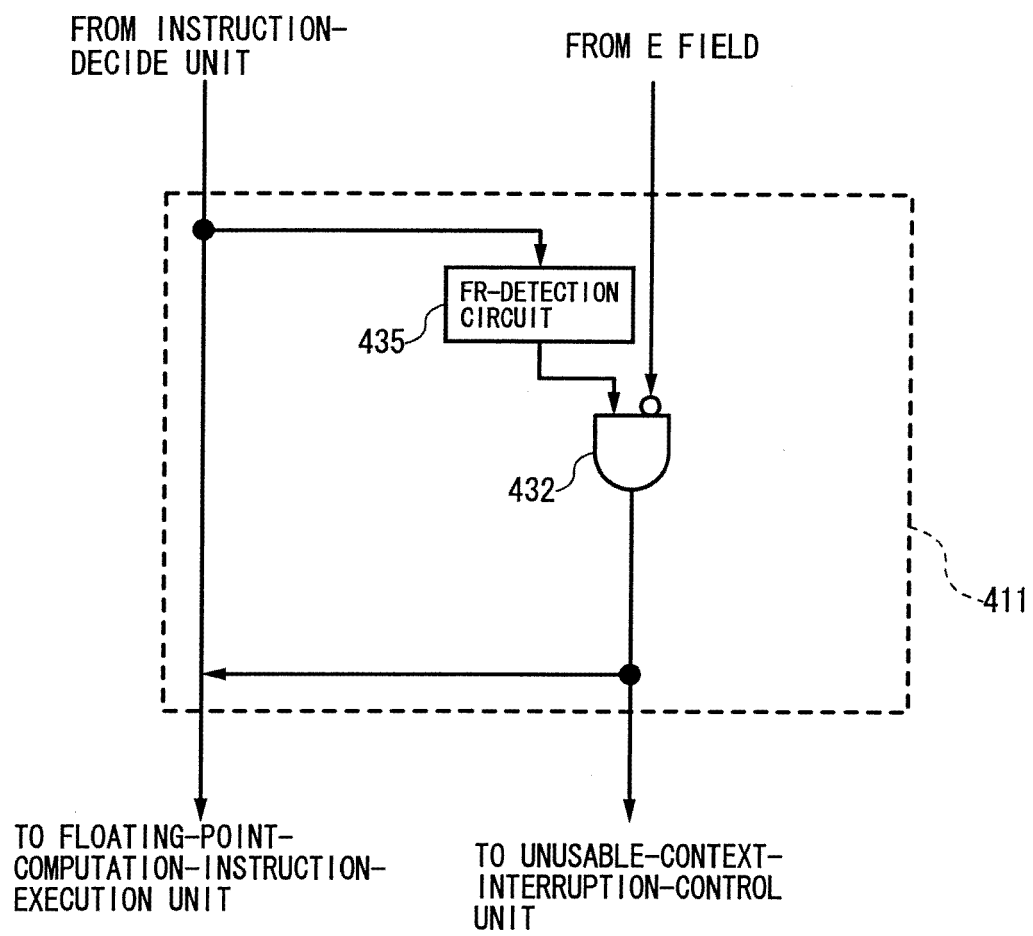 FROM INSTRUCTION-
DECIDE UNIT
FROM E FIELD
FR-DETECTION
CIRCUIT
435
432
411
TO FLOATING-POINT-
COMPUTATION-INSTRUCTION-
EXECUTION UNIT
TO UNUSABLE-CONTEXT-
INTERRUPTION-CONTROL
UNIT